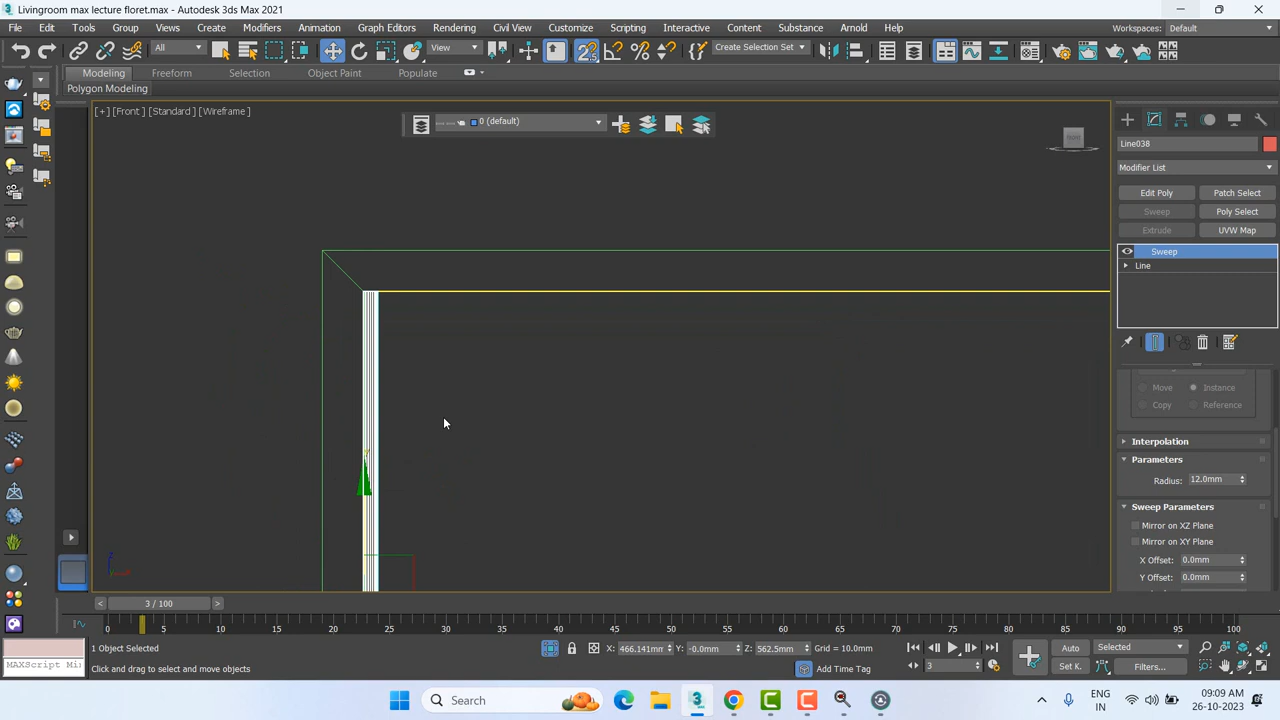 Livingroom max lecture floret.max - Autodesk 3ds Max 2021
File Edit Tools Group Views Create Modifiers Animation Graph Editors Rendering Civil View Customize Scripting Interactive Content Substance Arnold Help
Workspaces: Default
All
View
Create Selection Set
Modeling Freeform Selection Object Paint Populate
Polygon Modeling
[+] [Front ] [Standard ] [Wireframe ]
0 (default)
Line038
Modifier List
Edit Poly Patch Select
Sweep Poly Select
Extrude UVW Map
Sweep
Line
Move Instance
Copy Reference
Interpolation
Parameters
Radius: 12.0mm
Sweep Parameters
Mirror on XZ Plane
Mirror on XY Plane
X Offset: 0.0mm
Y Offset: 0.0mm
< 3 / 100 >
0 5 10 15 20 25 30 35 40 45 50 55 60 65 70 75 80 85 90 95 100
1 Object Selected
X: 466.141mm Y: -0.0mm Z: 562.5mm Grid = 10.0mm
Auto Selected
MAXScript Mi
Click and drag to select and move objects
Add Time Tag
3
Set K. Filters...
Search
ENG
IN
09:09 AM
26-10-2023